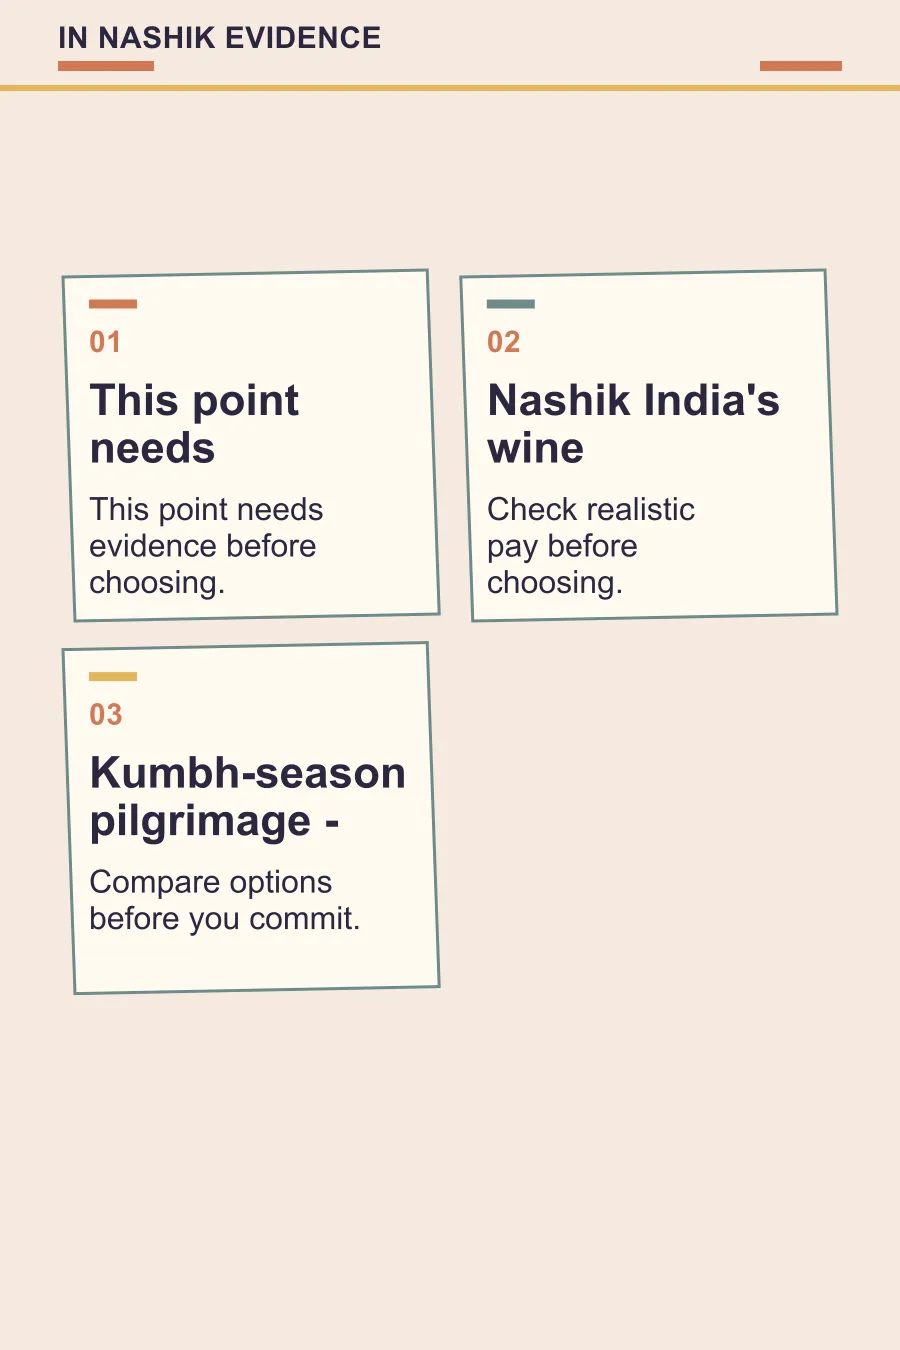 IN NASHIK EVIDENCE
01
This point
needs
This point needs
evidence before
choosing.
02
Nashik India's
wine
Check realistic
pay before
choosing.
03
Kumbh-season
pilgrimage -
Compare options
before you commit.